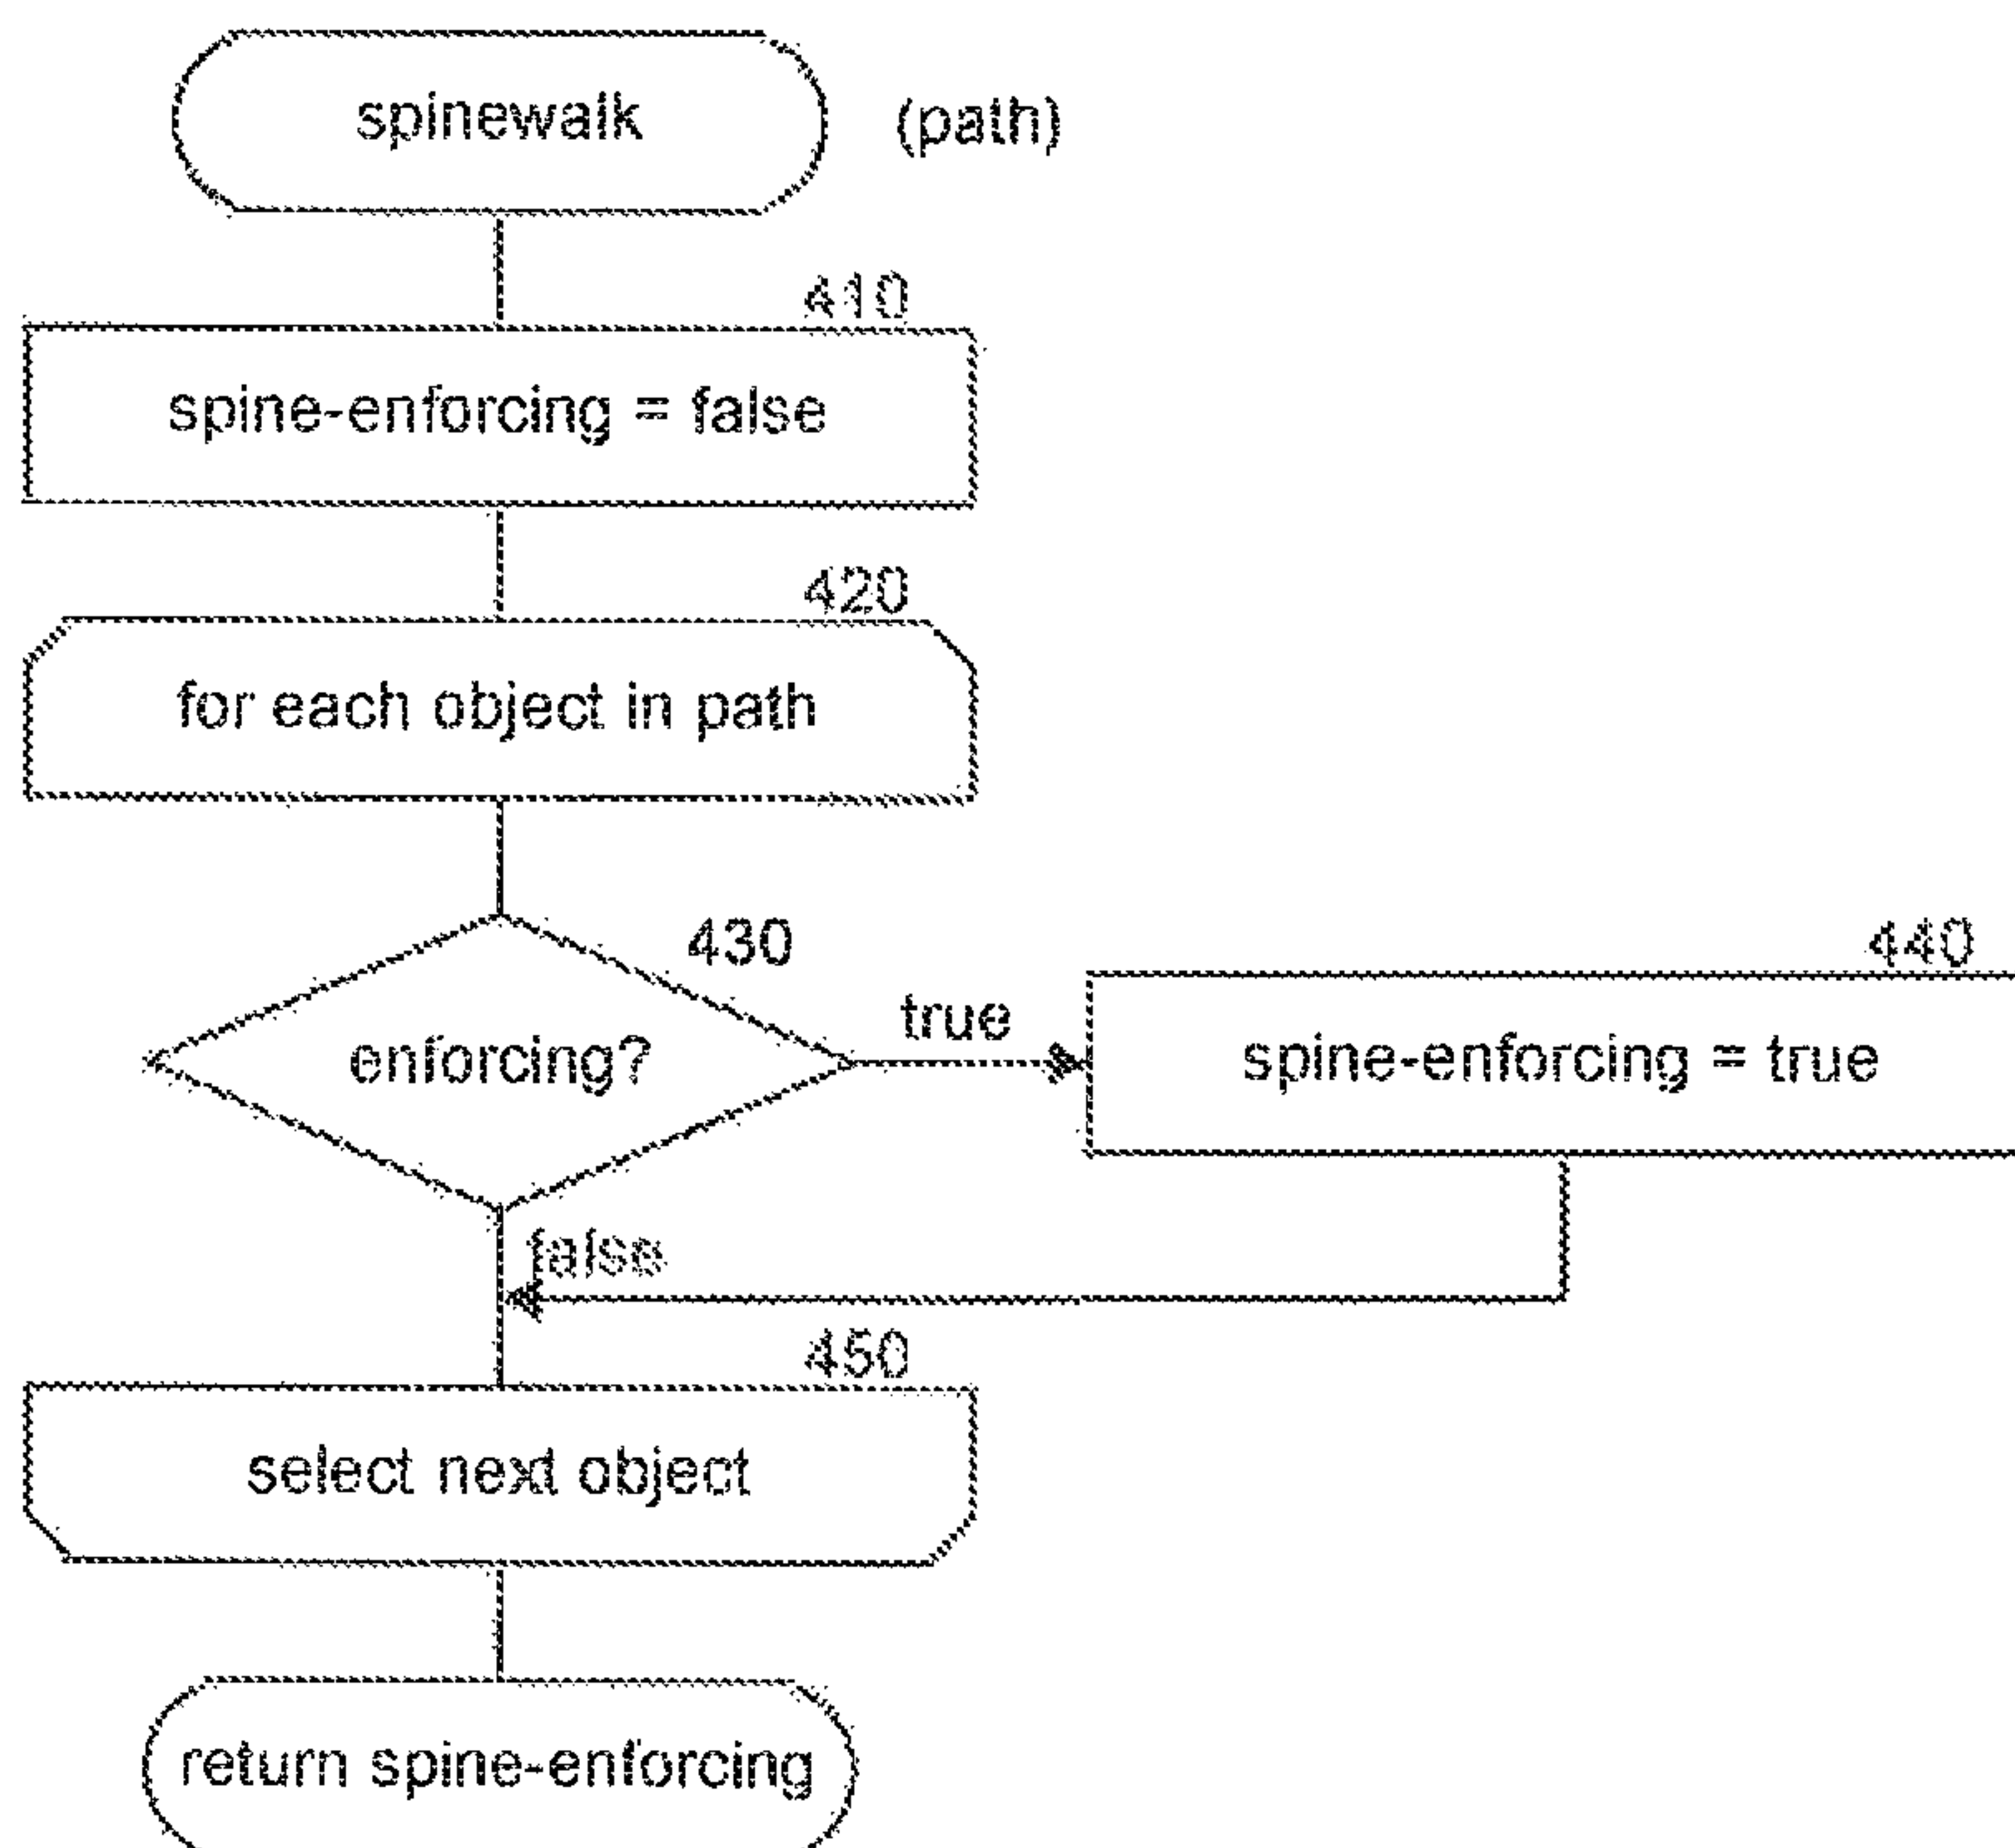 spinewalk (path)
410
spine-enforcing = false
420
for each object in path
430
enforcing?
true
440
spine-enforcing = true
false
450
select next object
return spine-enforcing